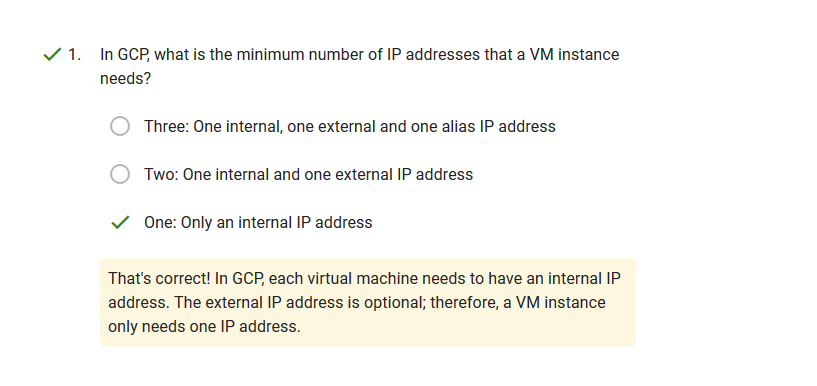 1. In GCP, what is the minimum number of IP addresses that a VM instance
needs?
Three: One internal, one external and one alias IP address
Two: One internal and one external IP address
One: Only an internal IP address
That's correct! In GCP, each virtual machine needs to have an internal IP
address. The external IP address is optional; therefore, a VM instance
only needs one IP address.